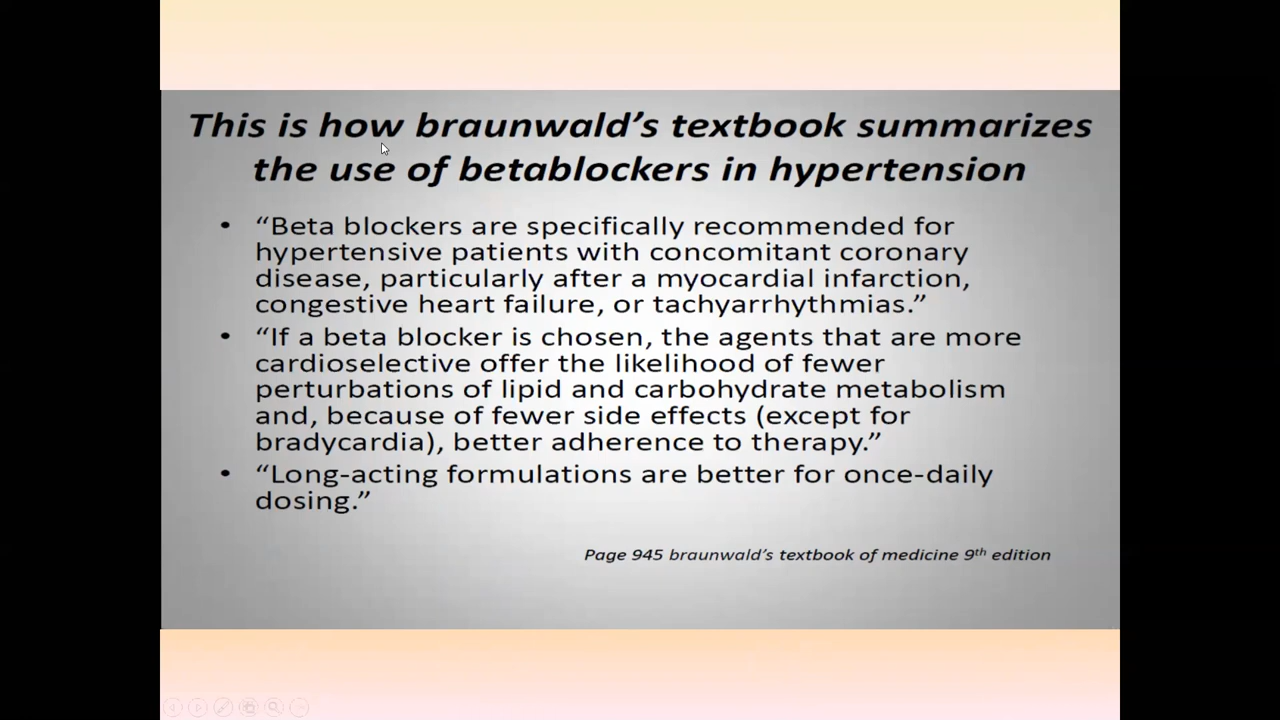 This is how braunwald’s textbook summarizes
the use of betablockers in hypertension
• “Beta blockers are specifically recommended for
hypertensive patients with concomitant coronary
disease, particularly after a myocardial infarction,
congestive heart failure, or tachyarrhythmias.”
• “If a beta blocker is chosen, the agents that are more
cardioselective offer the likelihood of fewer
perturbations of lipid and carbohydrate metabolism
and, because of fewer side effects (except for
bradycardia), better adherence to therapy.”
• “Long-acting formulations are better for once-daily
dosing.”
Page 945 braunwald’s textbook of medicine 9th edition